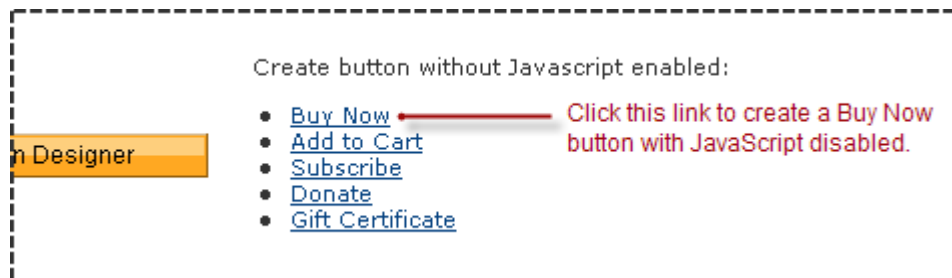 Create button without Javascript enabled:
Buy Now
Click this link to create a Buy Now
button with JavaScript disabled.
Add to Cart
n Designer
Subscribe
Donate
Gift Certificate